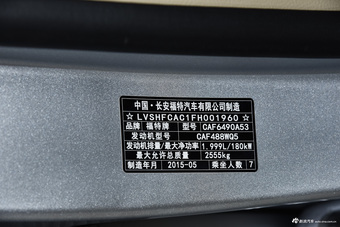 中国·长安福特汽车有限公司制造
☆LVSHFCAC1FH001960☆
品牌 福特牌 型号 CAF6490A53
发动机型号 CAF488WQ5
发动机排量/最大净功率 1.999L/180kW
最大允许总质量 2555kg
制造年月 2015-05 乘坐人数 7